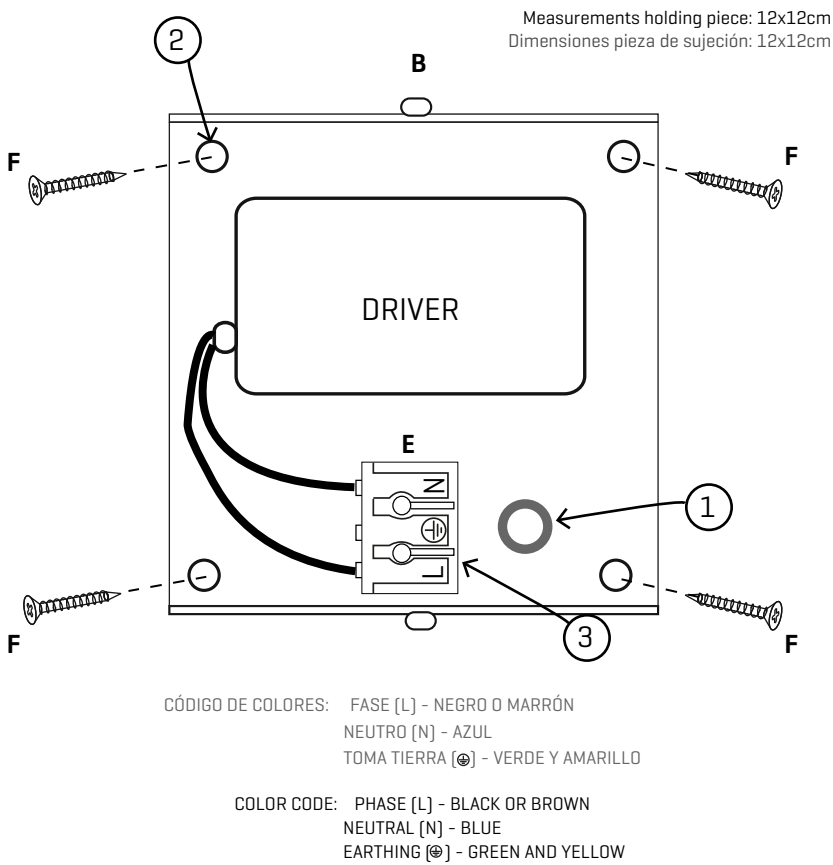 Measurements holding piece: 12x12cm
Dimensiones pieza de sujeción: 12x12cm
2
B
F
F
DRIVER
E
N
1
L
3
F
F
CÓDIGO DE COLORES: FASE [L] - NEGRO O MARRÓN
NEUTRO [N] - AZUL
TOMA TIERRA [⏚] - VERDE Y AMARILLO
COLOR CODE: PHASE [L] - BLACK OR BROWN
NEUTRAL [N] - BLUE
EARTHING [⏚] - GREEN AND YELLOW